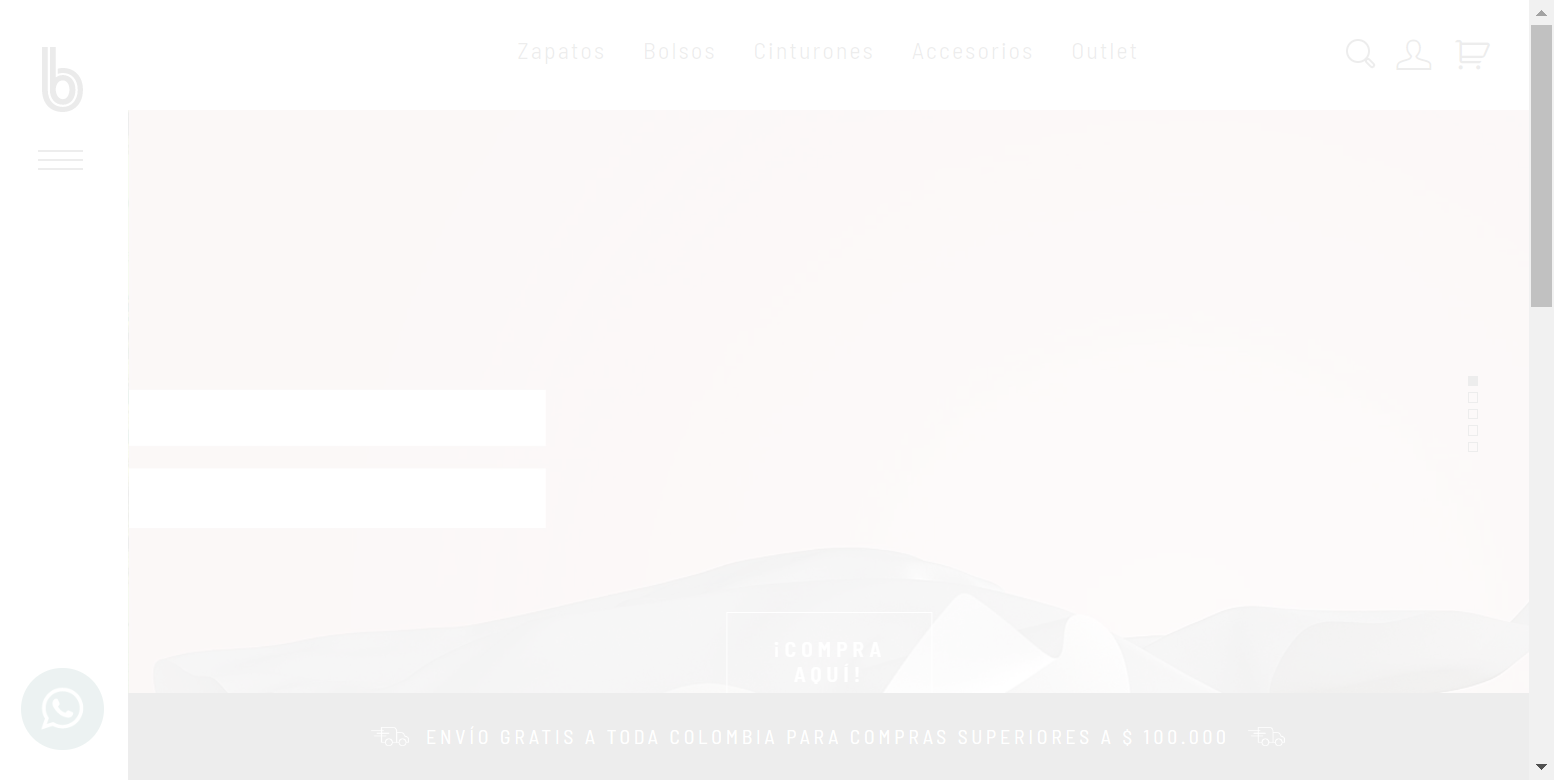 b
Zapatos Bolsos Cinturones Accesorios Outlet
¡COMPRA
AQUÍ!
ENVÍO GRATIS A TODA COLOMBIA PARA COMPRAS SUPERIORES A $ 100.000